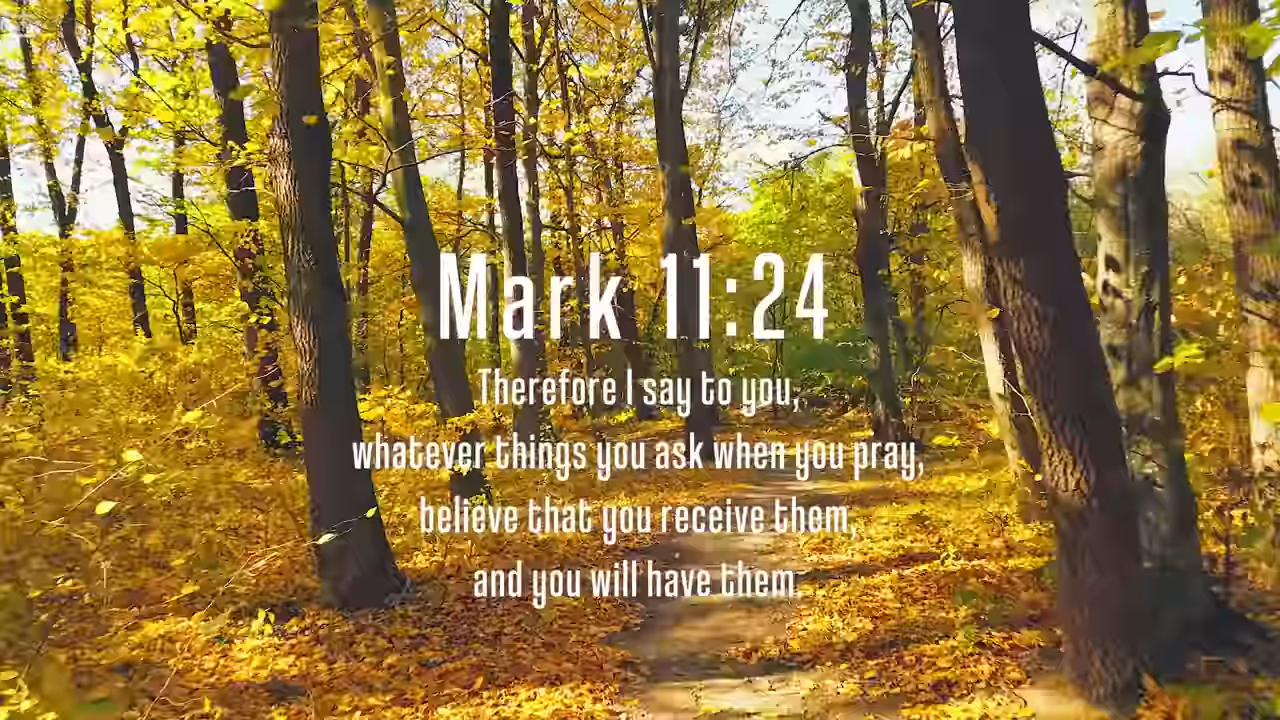 Mark 11:24
Therefore I say to you,
whatever things you ask when you pray,
believe that you receive them,
and you will have them.